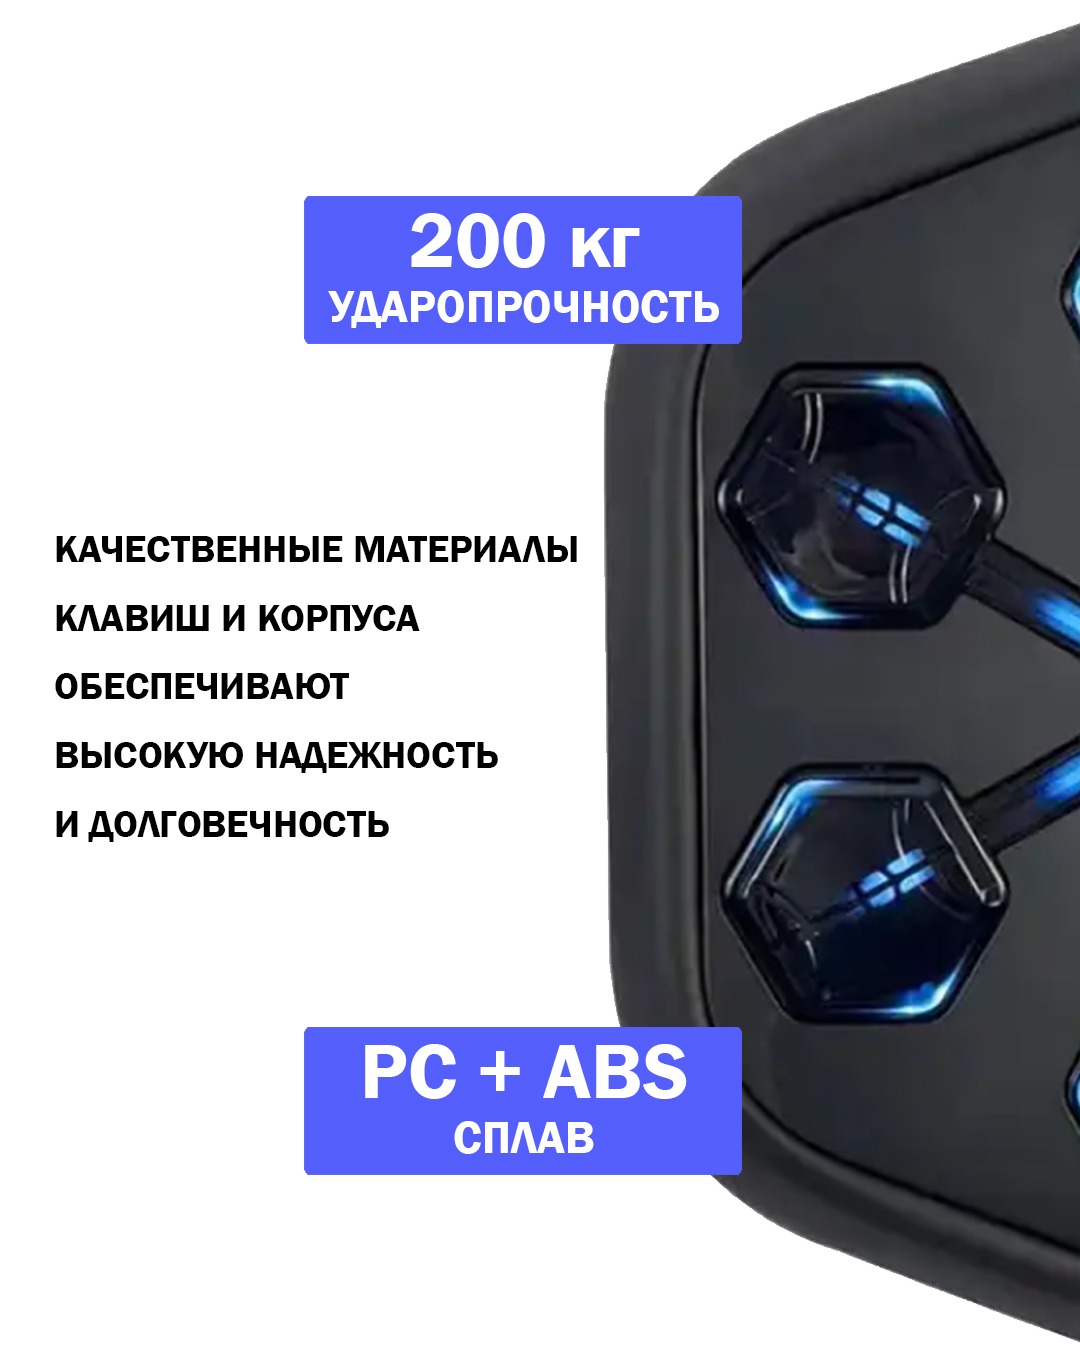 200 кг
УДАРОПРОЧНОСТЬ
КАЧЕСТВЕННЫЕ МАТЕРИАЛЫ
КЛАВИШ И КОРПУСА
ОБЕСПЕЧИВАЮТ
ВЫСОКУЮ НАДЕЖНОСТЬ
И ДОЛГОВЕЧНОСТЬ
PC + ABS
СПЛАВ